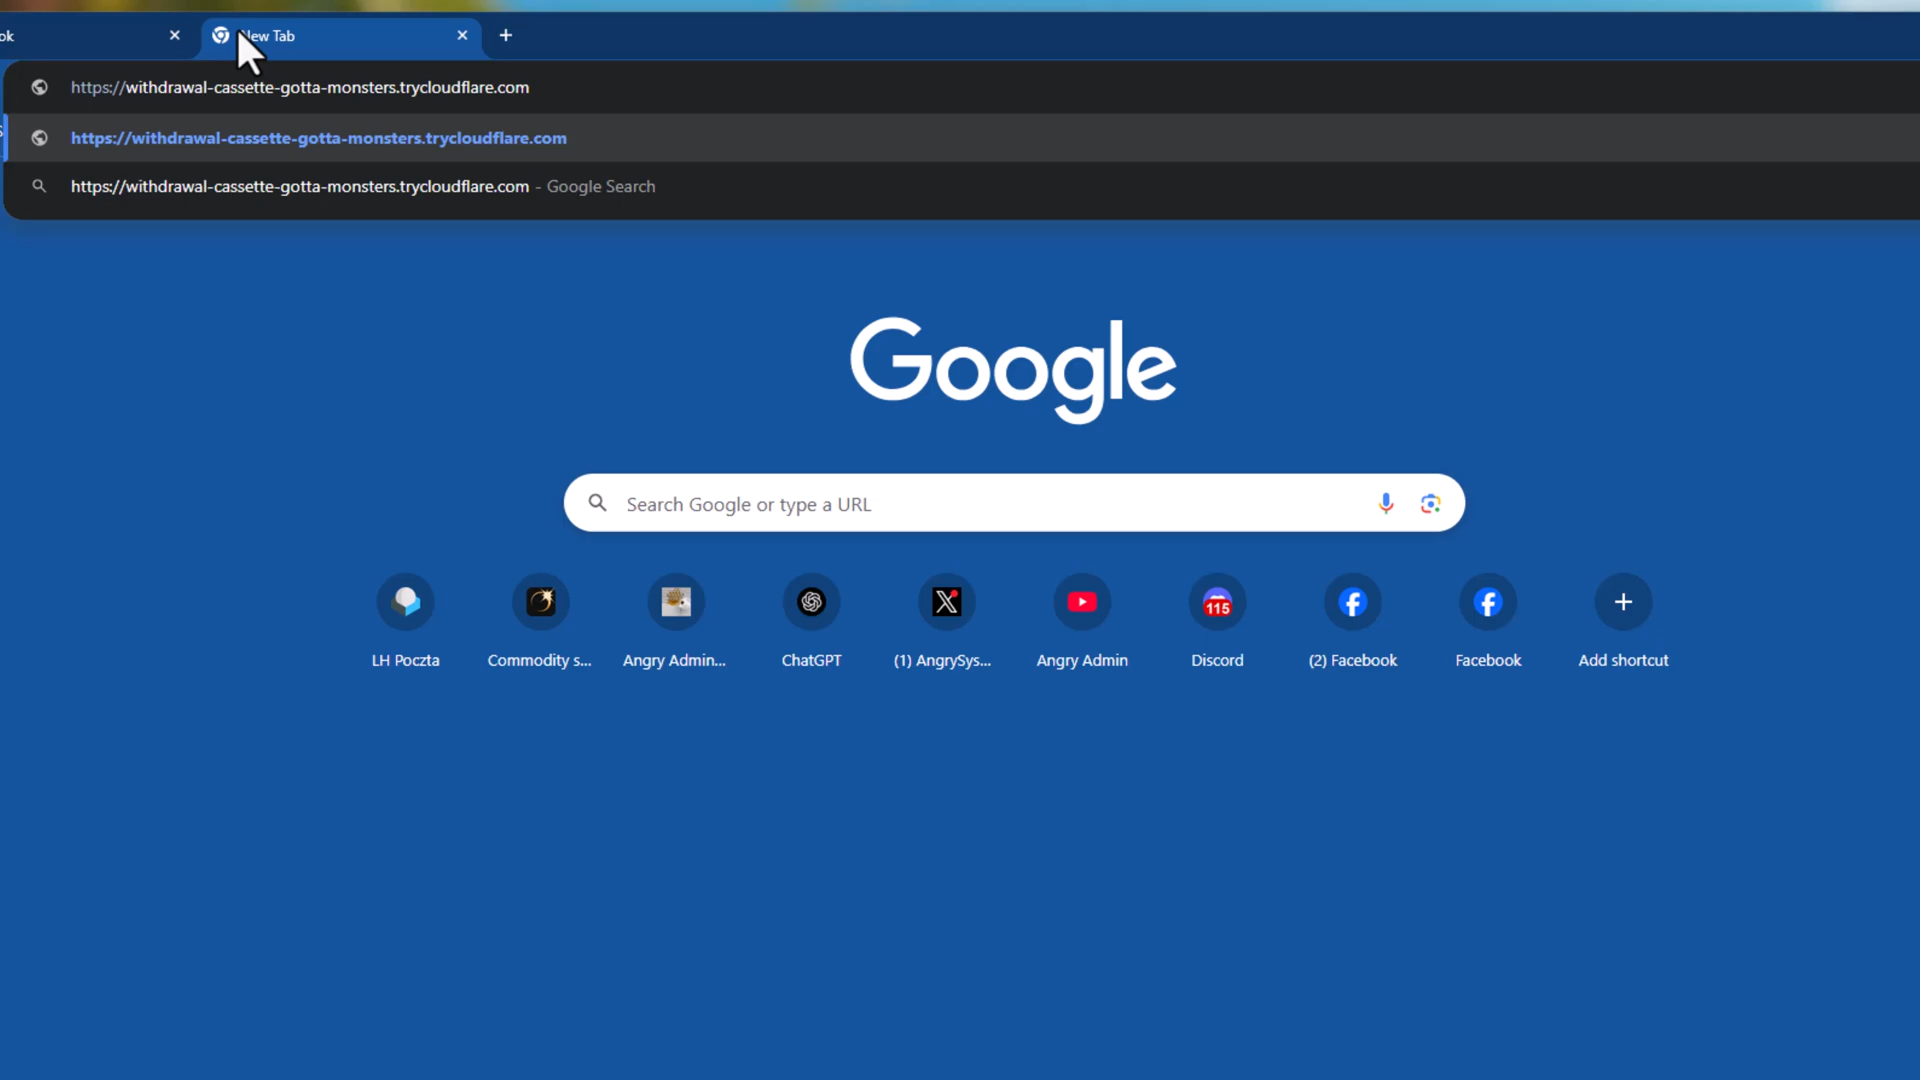 ok
New Tab
https://withdrawal-cassette-gotta-monsters.trycloudflare.com
https://withdrawal-cassette-gotta-monsters.trycloudflare.com
https://withdrawal-cassette-gotta-monsters.trycloudflare.com - Google Search
Google
Search Google or type a URL
115
LH Poczta
Commodity s...
Angry Admin...
ChatGPT
(1) AngrySys...
Angry Admin
Discord
(2) Facebook
Facebook
Add shortcut